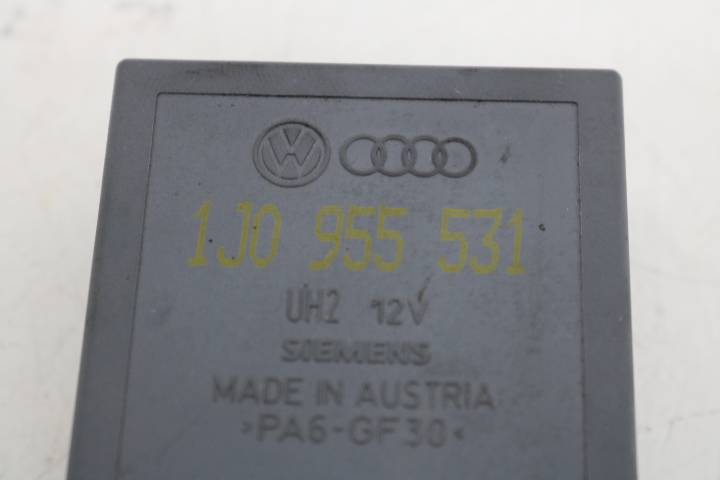 1J0 955 531
UH2 12V
SIEMENS
MADE IN AUSTRIA
>PA6-GF30<